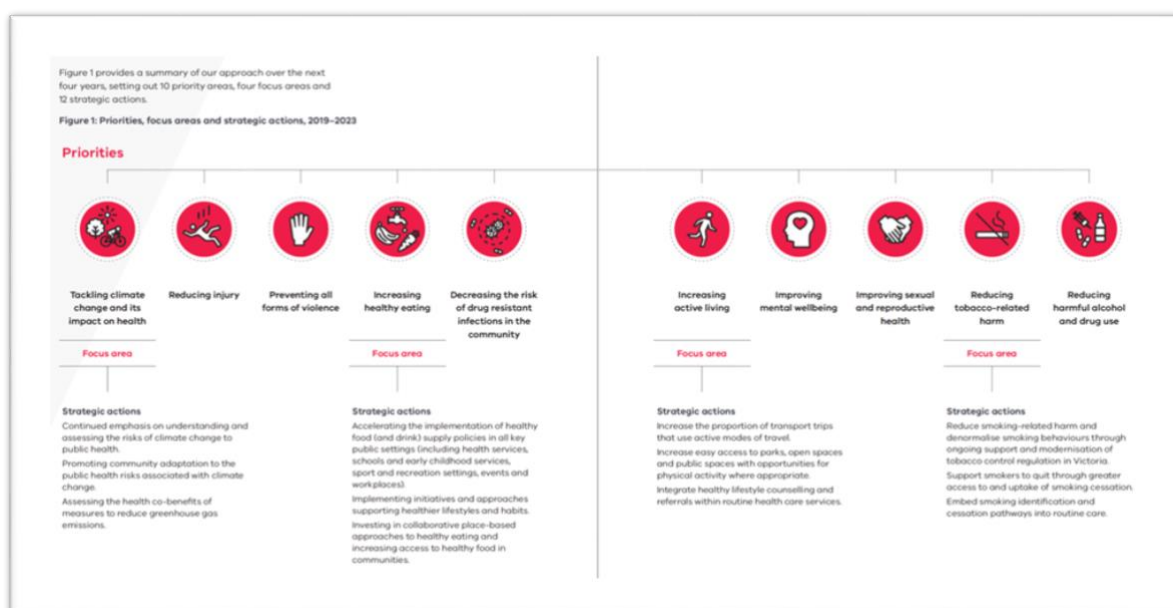 Figure 1 provides a summary of our approach over the next
four years, setting out 10 priority areas, four focus areas and
12 strategic actions.
Figure 1: Priorities, focus areas and strategic actions, 2019–2023
Priorities
Tackling climate
change and its
impact on health
Reducing injury
Preventing all
forms of violence
Increasing
healthy eating
Decreasing the risk
of drug resistant
infections in the
community
Increasing
active living
Improving
mental wellbeing
Improving sexual
and reproductive
health
Reducing
tobacco-related
harm
Reducing
harmful alcohol
and drug use
Focus area
Focus area
Focus area
Focus area
Strategic actions
Continued emphasis on understanding and
assessing the risks of climate change to
public health.
Promoting community adaptation to the
public health risks associated with climate
change.
Assessing the health co-benefits of
measures to reduce greenhouse gas
emissions.
Strategic actions
Accelerating the implementation of healthy
food (and drink) supply policies in all key
public settings (including health services,
schools and early childhood services,
sport and recreation settings, events and
workplaces).
Implementing initiatives and approaches
supporting healthier lifestyles and habits.
Investing in collaborative place-based
approaches to healthy eating and
increasing access to healthy food in
communities.
Strategic actions
Increase the proportion of transport trips
that use active modes of travel.
Increase easy access to parks, open spaces
and public spaces with opportunities for
physical activity where appropriate.
Integrate healthy lifestyle counselling and
referrals within routine health care services.
Strategic actions
Reduce smoking-related harm and
denormalise smoking behaviours through
ongoing support and modernisation of
tobacco control regulation in Victoria.
Support smokers to quit through greater
access to and uptake of smoking cessation.
Embed smoking identification and
cessation pathways into routine care.